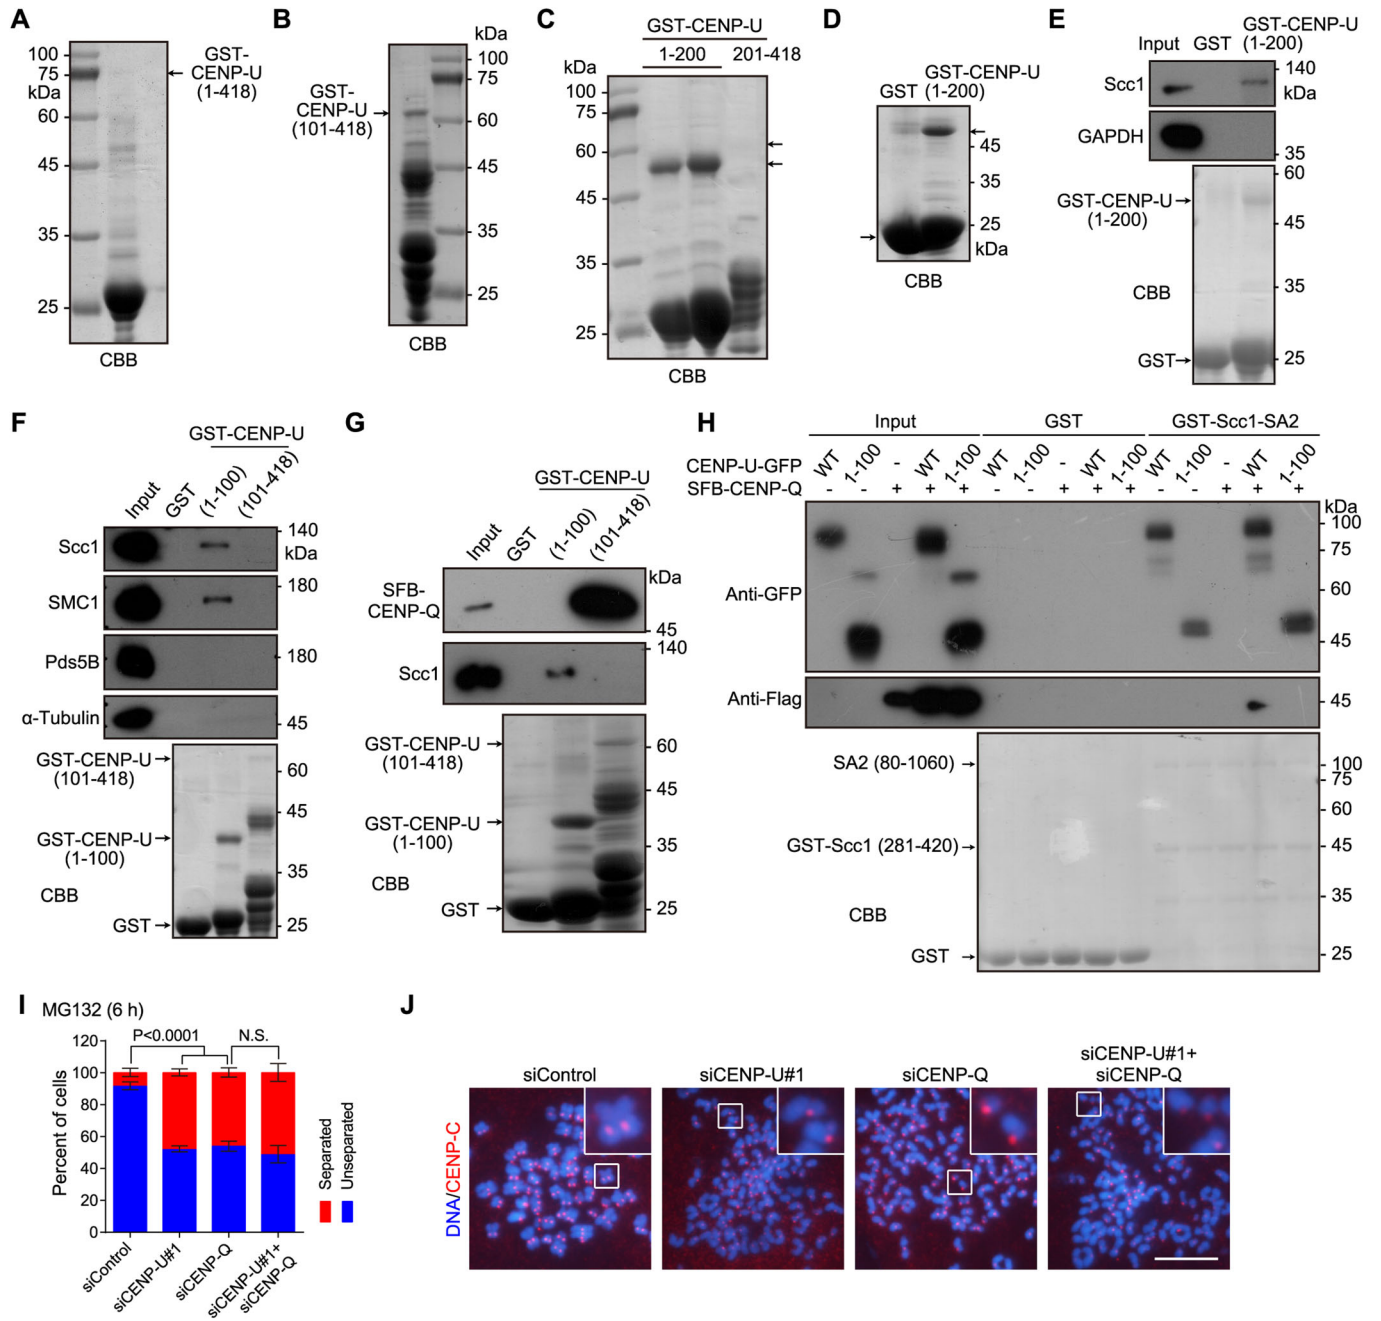 A
100
75
kDa
60
45
35
25
GST-
CENP-U
(1-418)
CBB
B
kDa
100
75
60
45
35
25
GST-
CENP-U
(101-418)
CBB
C
GST-CENP-U
1-200 201-418
kDa
100
75
60
45
35
25
CBB
D
GST-CENP-U
GST (1-200)
45
35
25
kDa
CBB
E
GST-CENP-U
Input GST (1-200)
Scc1
140
kDa
GAPDH
35
60
GST-CENP-U
(1-200)
45
35
CBB
GST
25
F
GST-CENP-U
Input GST (1-100) (101-418)
Scc1
140
kDa
SMC1
180
Pds5B
180
α-Tubulin
45
GST-CENP-U
(101-418)
60
45
GST-CENP-U
(1-100)
35
CBB
GST
25
G
GST-CENP-U
Input GST (1-100) (101-418)
kDa
SFB-
CENP-Q
45
140
Scc1
GST-CENP-U
(101-418)
60
45
GST-CENP-U
(1-100)
35
CBB
GST
25
H
Input GST GST-Scc1-SA2
CENP-U-GFP WT 1-100 - WT 1-100 WT 1-100 - WT 1-100 WT 1-100 - WT 1-100
SFB-CENP-Q - - + + + - - + + + - - + + +
kDa
100
75
Anti-GFP
60
45
Anti-Flag
45
SA2 (80-1060)
100
75
60
GST-Scc1 (281-420)
45
35
CBB
GST
25
I
MG132 (6 h)
P<0.0001 N.S.
120
100
80
60
40
20
0
Percent of cells
Separated
Unseparated
siControl
siCENP-U#1
siCENP-Q
siCENP-U#1+
siCENP-Q
J
siControl
siCENP-U#1
siCENP-Q
siCENP-U#1+
siCENP-Q
DNA/CENP-C